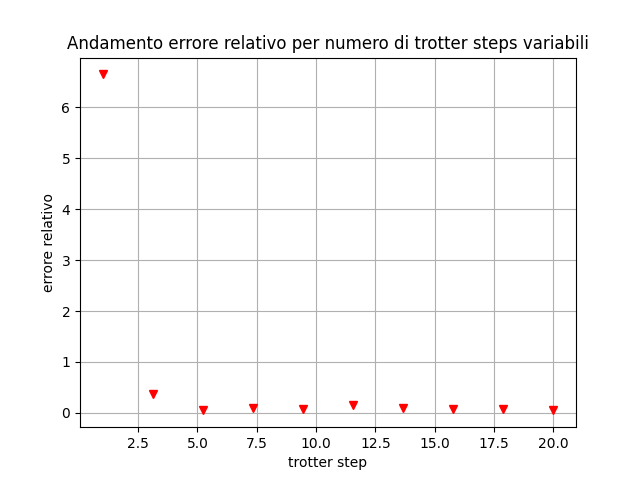 Andamento errore relativo per numero di trotter steps variabili
errore relativo
6
5
4
3
2
1
0
2.5 5.0 7.5 10.0 12.5 15.0 17.5 20.0
trotter step